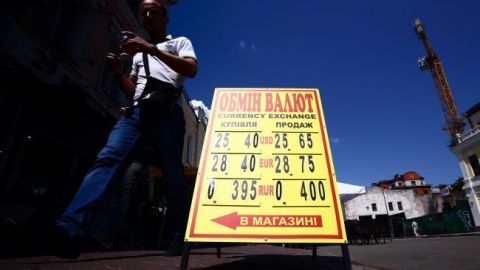 ОБМІН ВАЛЮТ
CURRENCY EXCHANGE
КУПІВЛЯ ПРОДАЖ
25 40 USD 25 65
28 40 EUR 28 75
0 395 RUR 0 400
В МАГАЗИНІ